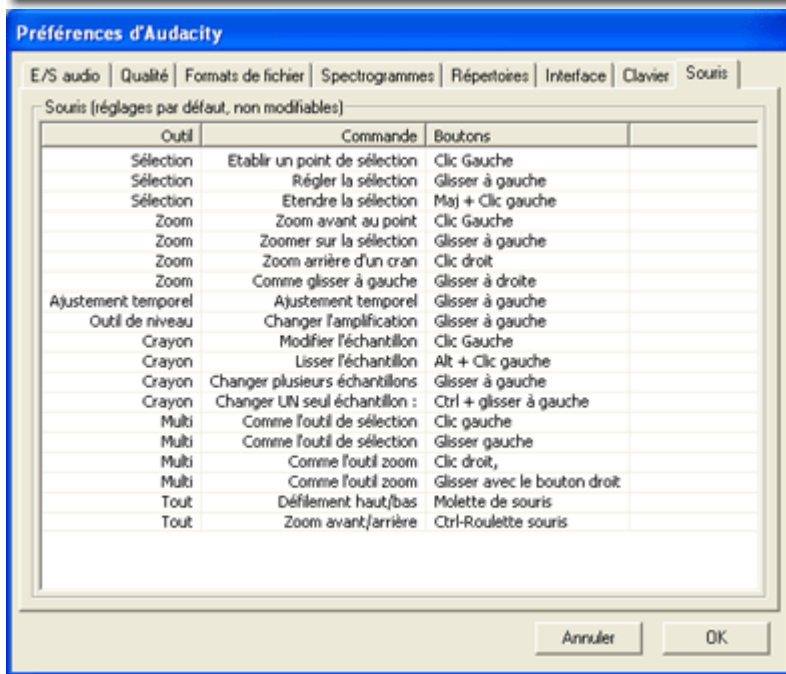 Préférences d'Audacity
E/S audio Qualité Formats de fichier Spectrogrammes Répertoires Interface Clavier Souris
Souris (réglages par défaut, non modifiables)
Outil Commande Boutons
Sélection Etablir un point de sélection Clic Gauche
Sélection Régler la sélection Glisser à gauche
Sélection Etendre la sélection Maj + Clic gauche
Zoom Zoom avant au point Clic Gauche
Zoom Zoomer sur la sélection Glisser à gauche
Zoom Zoom arrière d'un cran Clic droit
Zoom Comme glisser à gauche Glisser à droite
Ajustement temporel Ajustement temporel Glisser à gauche
Outil de niveau Changer l'amplification Glisser à gauche
Crayon Modifier l'échantillon Clic Gauche
Crayon Lisser l'échantillon Alt + Clic gauche
Crayon Changer plusieurs échantillons Glisser à gauche
Crayon Changer UN seul échantillon : Ctrl + glisser à gauche
Multi Comme l'outil de sélection Clic gauche
Multi Comme l'outil de sélection Glisser gauche
Multi Comme l'outil zoom Clic droit,
Multi Comme l'outil zoom Glisser avec le bouton droit
Tout Défilement haut/bas Molette de souris
Tout Zoom avant/arrière Ctrl-Roulette souris
Annuler OK